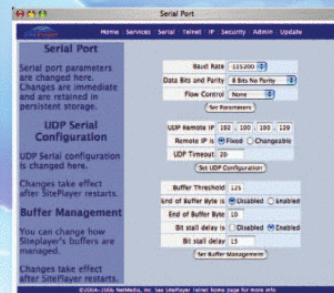 Serial Port
SitePlayer
Home Services Serial Telnet IP Security Admin Update
Serial Port
Serial port parameters
are changed here.
Changes are immediate
and are retained in
persistent storage.
UDP Serial
Configuration
UDP Serial configuration
is changed here.
Changes take effect
after SitePlayer restarts.
Buffer Management
You can change how
Siteplayer's buffers are
managed.
Changes take effect
after SitePlayer restarts.
Baud Rate 115200
Data Bits and Parity 8 Bits No Parity
Flow Control None
Set Parameters
UDP Remote IP 192 . 100 . 100 . 129
Remote IP is Fixed Changeable
UDP Timeout 20
Set UDP Configuration
Buffer Threshold 125
End of Buffer Byte is Disabled Enabled
End of Buffer Byte 10
Bit stall delay is Disabled Enabled
Bit stall delay 15
Set Buffer Management
©2004-2006 NetMedia, Inc. See SitePlayer Telnet home page for more info